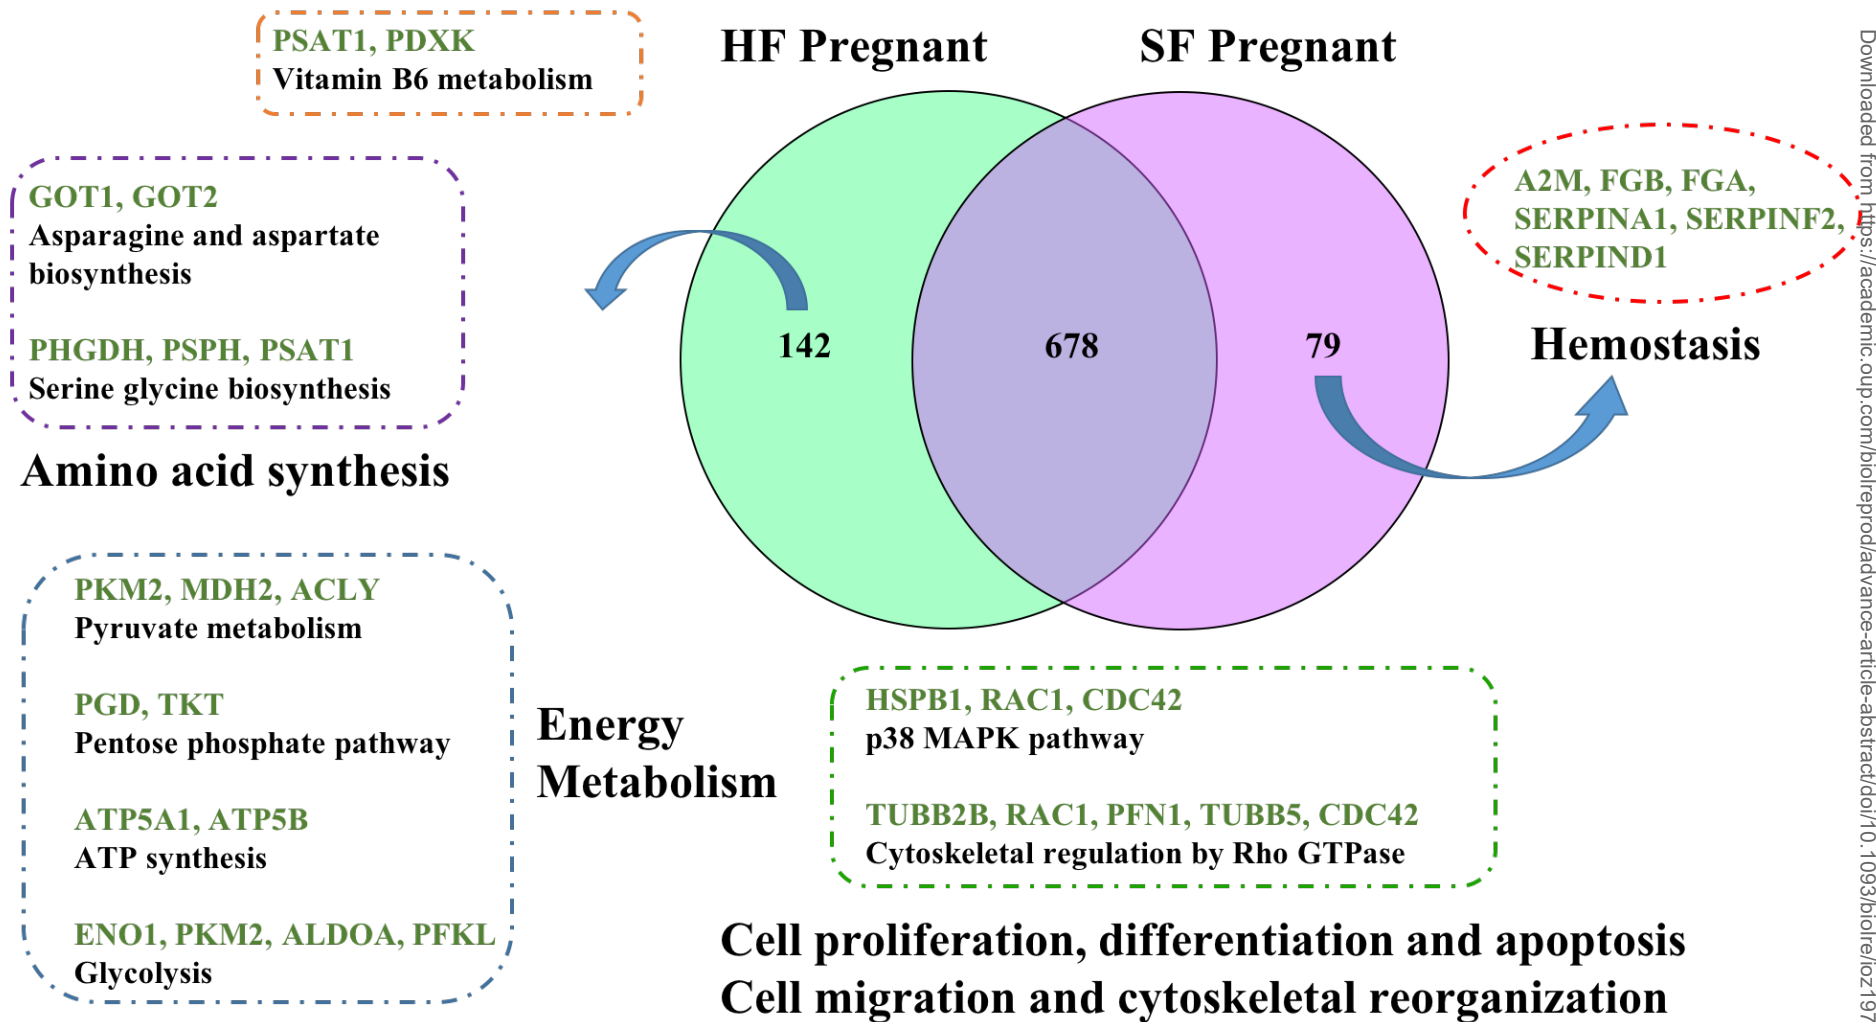 PSAT1, PDXK
Vitamin B6 metabolism
HF Pregnant
SF Pregnant
GOT1, GOT2
Asparagine and aspartate
biosynthesis
PHGDH, PSPH, PSAT1
Serine glycine biosynthesis
Amino acid synthesis
142
678
79
A2M, FGB, FGA,
SERPINA1, SERPINF2,
SERPIND1
Hemostasis
PKM2, MDH2, ACLY
Pyruvate metabolism
PGD, TKT
Pentose phosphate pathway
ATP5A1, ATP5B
ATP synthesis
ENO1, PKM2, ALDOA, PFKL
Glycolysis
Energy
Metabolism
HSPB1, RAC1, CDC42
p38 MAPK pathway
TUBB2B, RAC1, PFN1, TUBB5, CDC42
Cytoskeletal regulation by Rho GTPase
Cell proliferation, differentiation and apoptosis
Cell migration and cytoskeletal reorganization
Downloaded from https://academic.oup.com/biolreprod/advance-article-abstract/doi/10.1093/biolre/ioz197